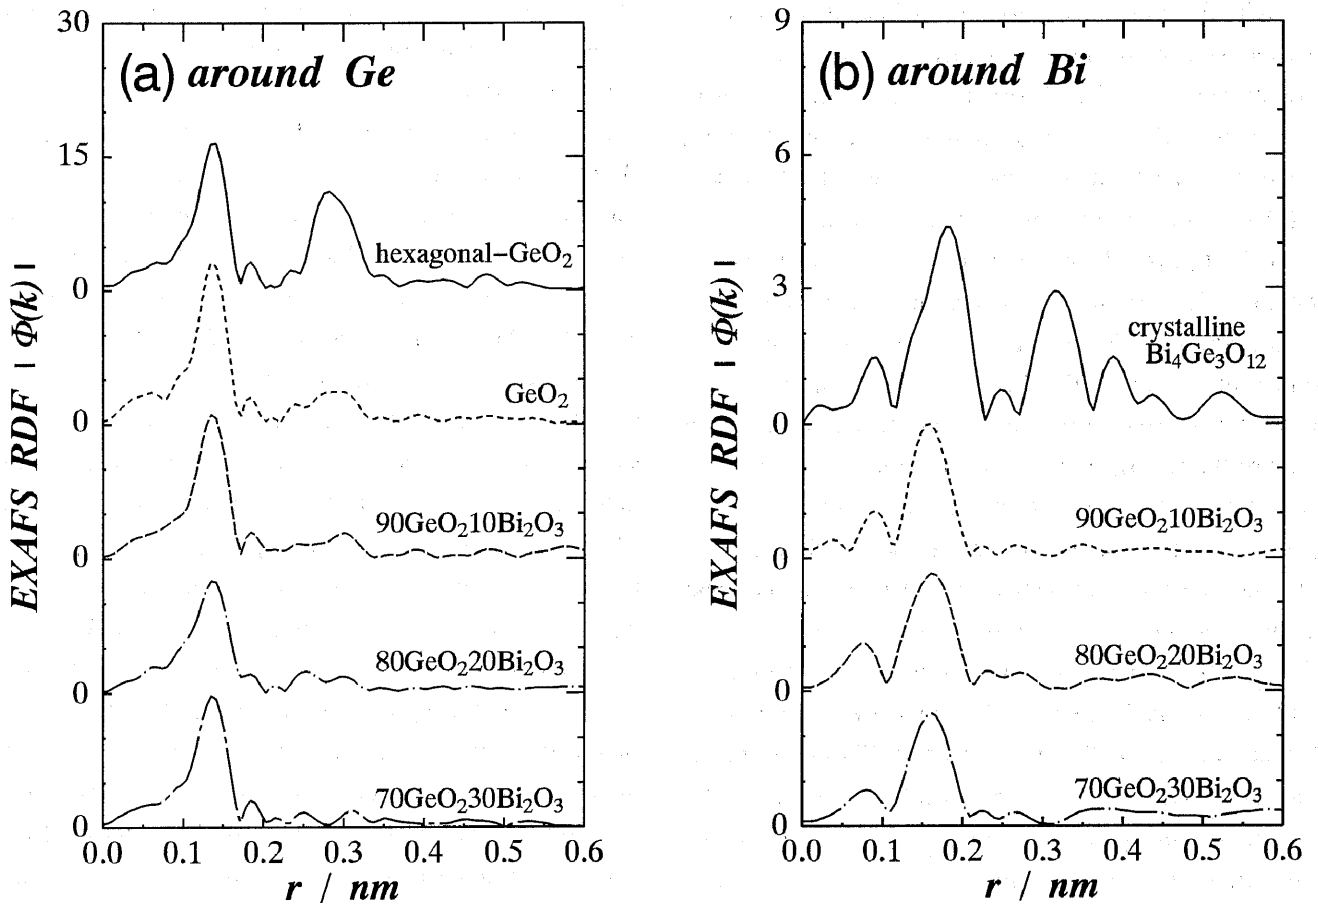 (a) around Ge
30
15
0
0
0
0
0
hexagonal–GeO₂
GeO₂
90GeO₂10Bi₂O₃
80GeO₂20Bi₂O₃
70GeO₂30Bi₂O₃
0.0 0.1 0.2 0.3 0.4 0.5 0.6
r / nm
EXAFS RDF | Φ(k) |
(b) around Bi
9
6
3
0
0
0
0
crystalline
Bi₄Ge₃O₁₂
90GeO₂10Bi₂O₃
80GeO₂20Bi₂O₃
70GeO₂30Bi₂O₃
0.0 0.1 0.2 0.3 0.4 0.5 0.6
r / nm
EXAFS RDF | Φ(k) |